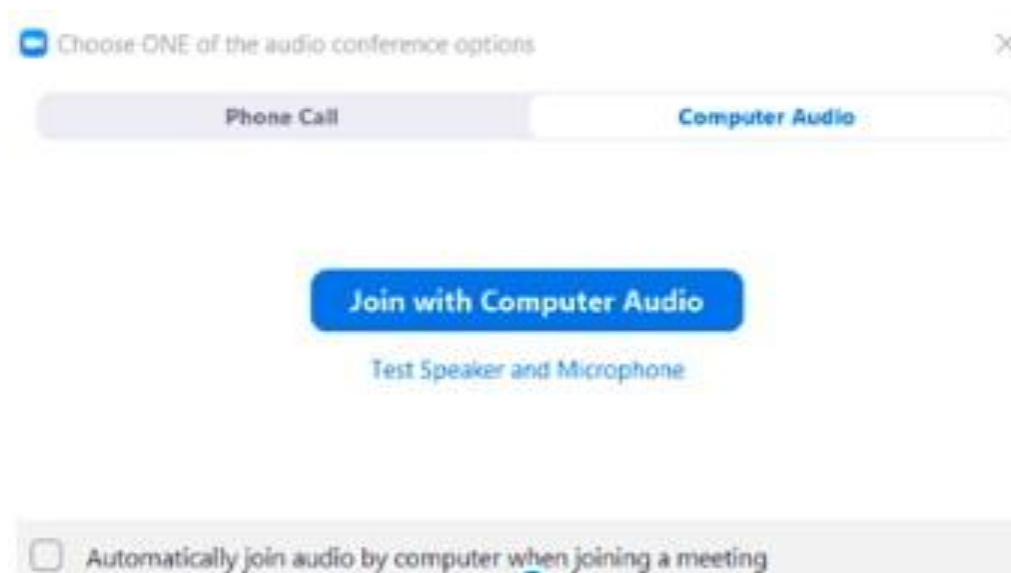 Choose ONE of the audio conference options
Phone Call
Computer Audio
Join with Computer Audio
Test Speaker and Microphone
Automatically join audio by computer when joining a meeting